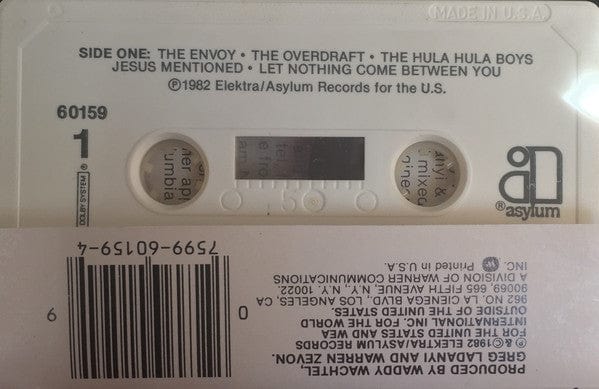 MADE IN U.S.A.
SIDE ONE: THE ENVOY • THE OVERDRAFT • THE HULA HULA BOYS
JESUS MENTIONED • LET NOTHING COME BETWEEN YOU
℗1982 Elektra/Asylum Records for the U.S.
60159
1
DOLBY SYSTEM®
50
®asylum
7599-60159-4
0
9
PRODUCED BY WADDY WACHTEL,
GREG LADANYI AND WARREN ZEVON.
℗ & ©1982 ELEKTRA/ASYLUM RECORDS
FOR THE UNITED STATES AND WEA
INTERNATIONAL INC. FOR THE WORLD
OUTSIDE OF THE UNITED STATES.
962 NO. LA CIENEGA BLVD., LOS ANGELES, CA
90069, 665 FIFTH AVENUE, N.Y., N.Y. 10022.
A DIVISION OF WARNER COMMUNICATIONS
INC. Printed in U.S.A.